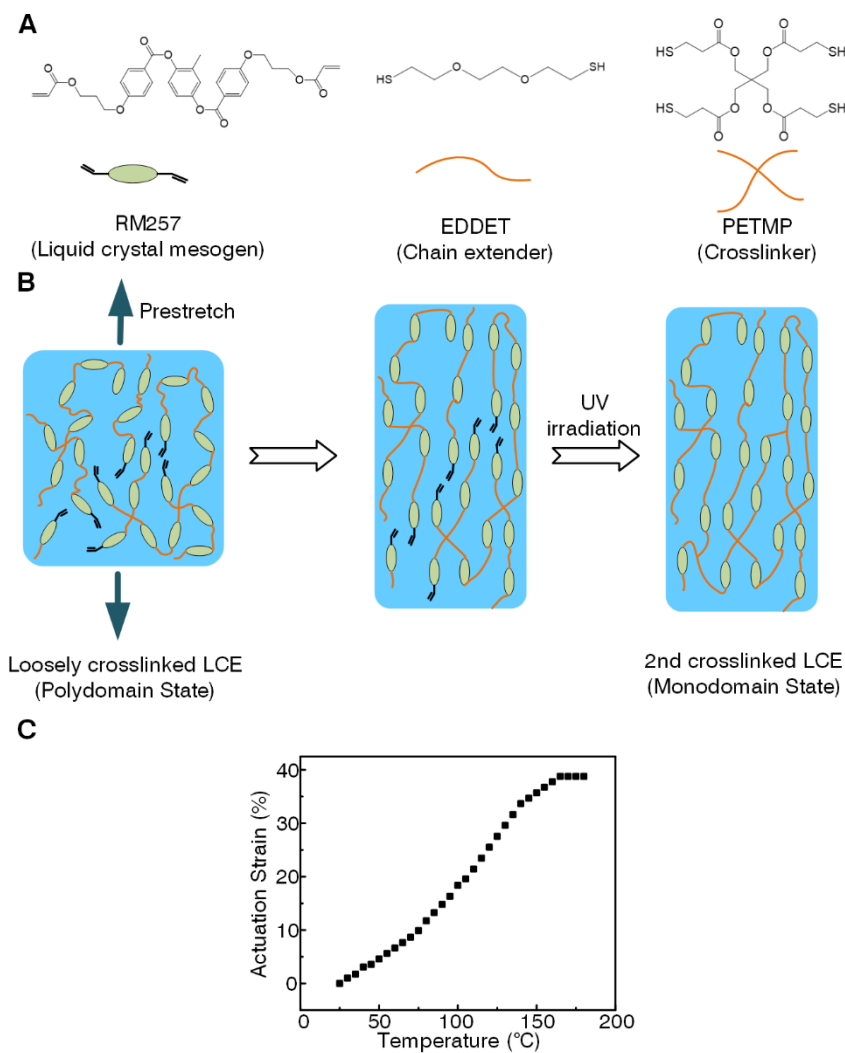 A
O
O
O
O
O
O
O
O
O
O
HS
O
O
SH
HS
O
O
O
O
SH
HS
O
O
O
O
SH
RM257
(Liquid crystal mesogen)
EDDET
(Chain extender)
PETMP
(Crosslinker)
B
Prestretch
UV
irradiation
Loosely crosslinked LCE
(Polydomain State)
2nd crosslinked LCE
(Monodomain State)
C
Actuation Strain (%)
40
30
20
10
0
0
50
100
150
200
Temperature (℃)